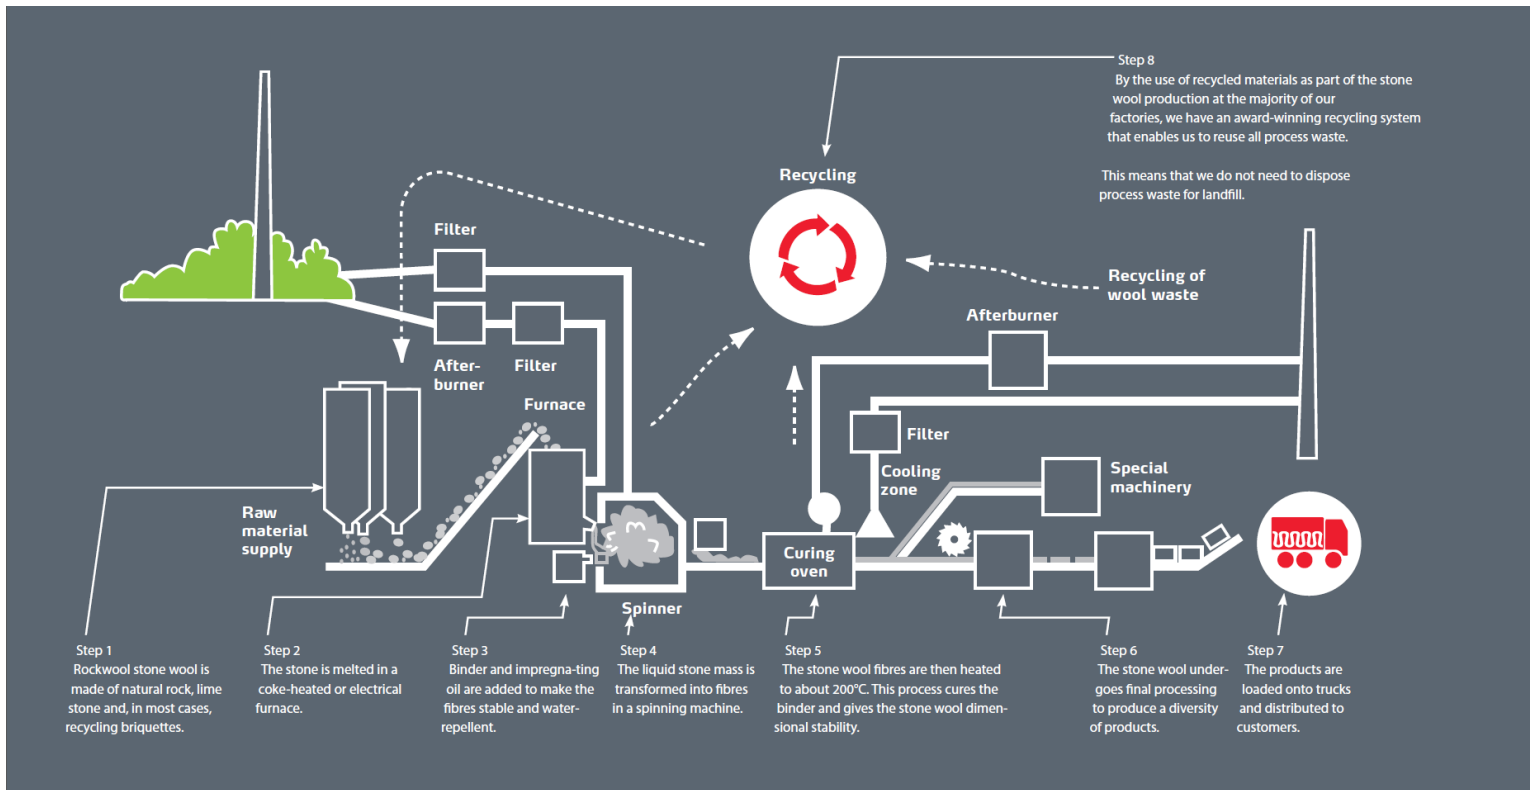 Step 8
By the use of recycled materials as part of the stone
wool production at the majority of our
factories, we have an award-winning recycling system
that enables us to reuse all process waste.
This means that we do not need to dispose
process waste for landfill.
Recycling
Filter
Recycling of
wool waste
Afterburner
After-
burner
Filter
Furnace
Filter
Cooling
zone
Special
machinery
Raw
material
supply
Curing
oven
Spinner
Step 1
Rockwool stone wool is
made of natural rock, lime
stone and, in most cases,
recycling briquettes.
Step 2
The stone is melted in a
coke-heated or electrical
furnace.
Step 3
Binder and impregna-ting
oil are added to make the
fibres stable and water-
repellent.
Step 4
The liquid stone mass is
transformed into fibres
in a spinning machine.
Step 5
The stone wool fibres are then heated
to about 200°C. This process cures the
binder and gives the stone wool dimen-
sional stability.
Step 6
The stone wool under-
goes final processing
to produce a diversity
of products.
Step 7
The products are
loaded onto trucks
and distributed to
customers.